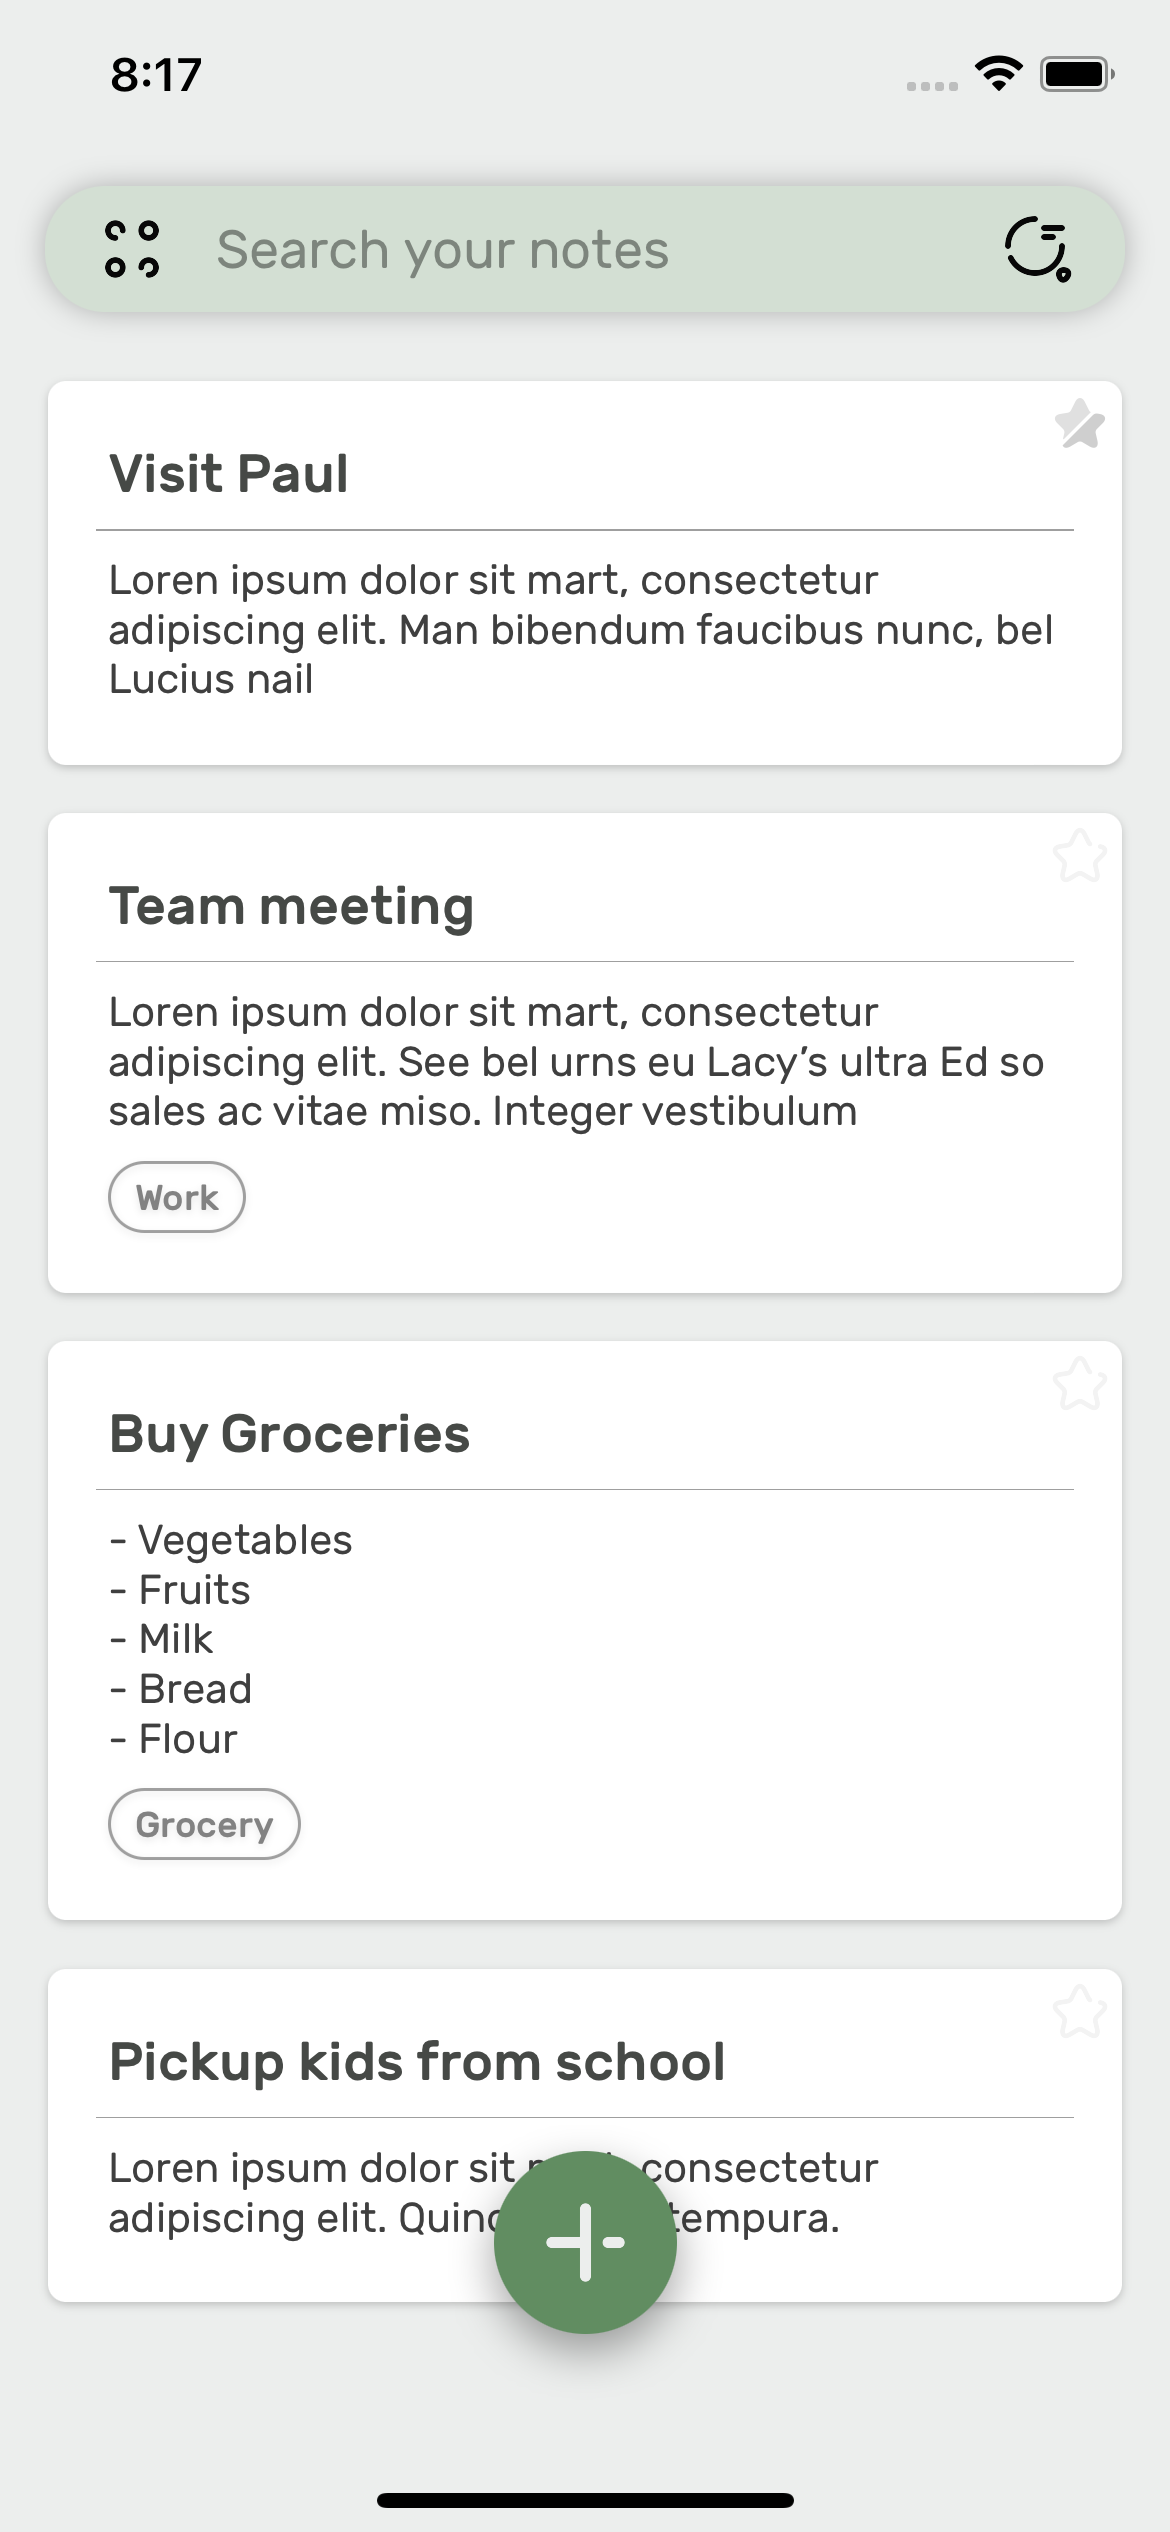 8:17
Search your notes
Visit Paul
Loren ipsum dolor sit mart, consectetur
adipiscing elit. Man bibendum faucibus nunc, bel
Lucius nail
Team meeting
Loren ipsum dolor sit mart, consectetur
adipiscing elit. See bel urns eu Lacy’s ultra Ed so
sales ac vitae miso. Integer vestibulum
Work
Buy Groceries
- Vegetables
- Fruits
- Milk
- Bread
- Flour
Grocery
Pickup kids from school
Loren ipsum dolor sit consectetur
adipiscing elit. tempura.